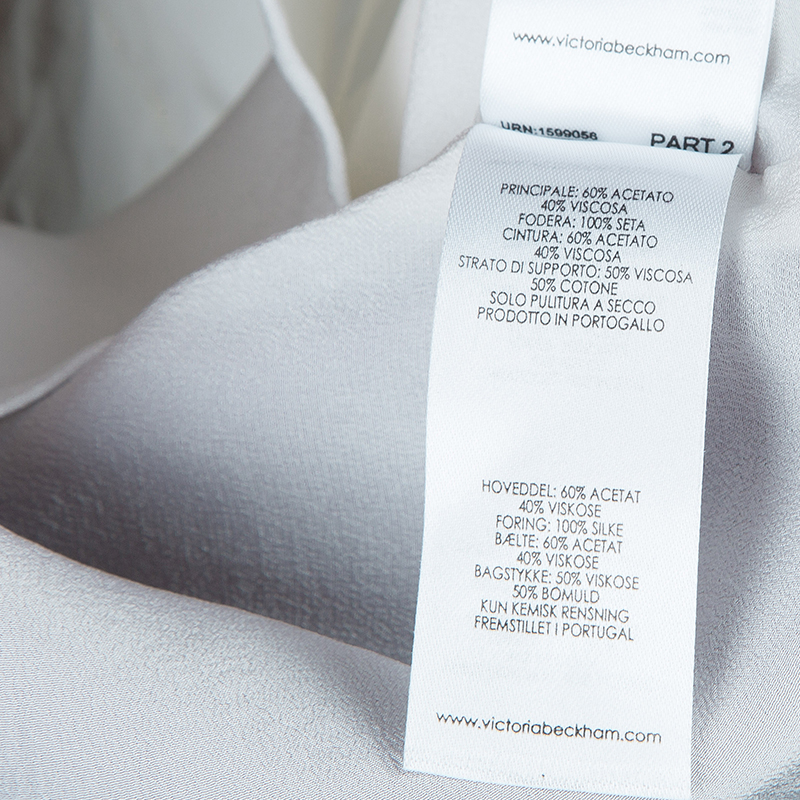 www.victoriabeckham.com
URN:1599056
PART 2
PRINCIPALE: 60% ACETATO
40% VISCOSA
FODERA: 100% SETA
CINTURA: 60% ACETATO
40% VISCOSA
STRATO DI SUPPORTO: 50% VISCOSA
50% COTONE
SOLO PULITURA A SECCO
PRODOTTO IN PORTOGALLO
HOVEDDEL: 60% ACETAT
40% VISKOSE
FORING: 100% SILKE
BÆLTE: 60% ACETAT
40% VISKOSE
BAGSTYKKE: 50% VISKOSE
50% BOMULD
KUN KEMISK RENSNING
FREMSTILLET I PORTUGAL
www.victoriabeckham.com